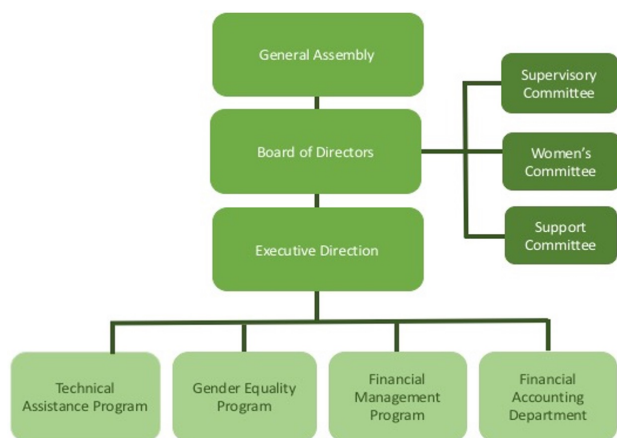 General Assembly
Supervisory
Committee
Board of Directors
Women's
Committee
Support
Committee
Executive Direction
Technical
Assistance Program
Gender Equality
Program
Financial
Management
Program
Financial
Accounting
Department